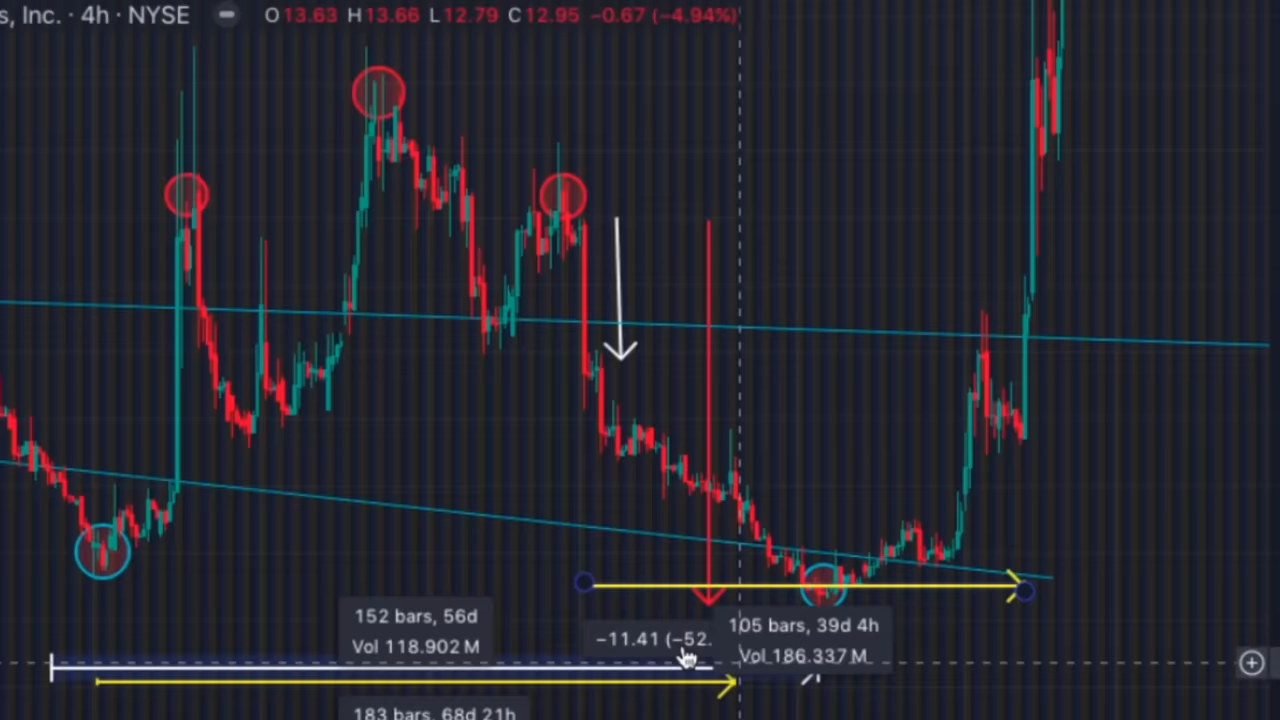 s, Inc. · 4h · NYSE O13.63 H13.66 L12.79 C12.95 −0.67 (−4.94%)
152 bars, 56d
Vol 118.902 M
−11.41 (−52.
105 bars, 39d 4h
Vol 186.337 M
183 bars, 68d 21h